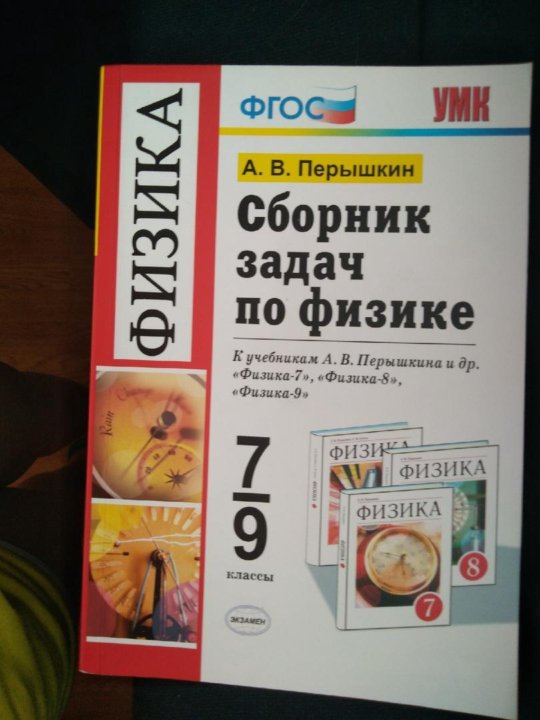 ФИЗИКА
ФГОС
УМК
А. В. Перышкин
Сборник
задач
по физике
К учебникам А. В. Перышкина и др.
«Физика-7», «Физика-8»,
«Физика-9»
7
9
классы
ФИЗИКА
ФИЗИКА
8
ФИЗИКА
7
ЭКЗАМЕН